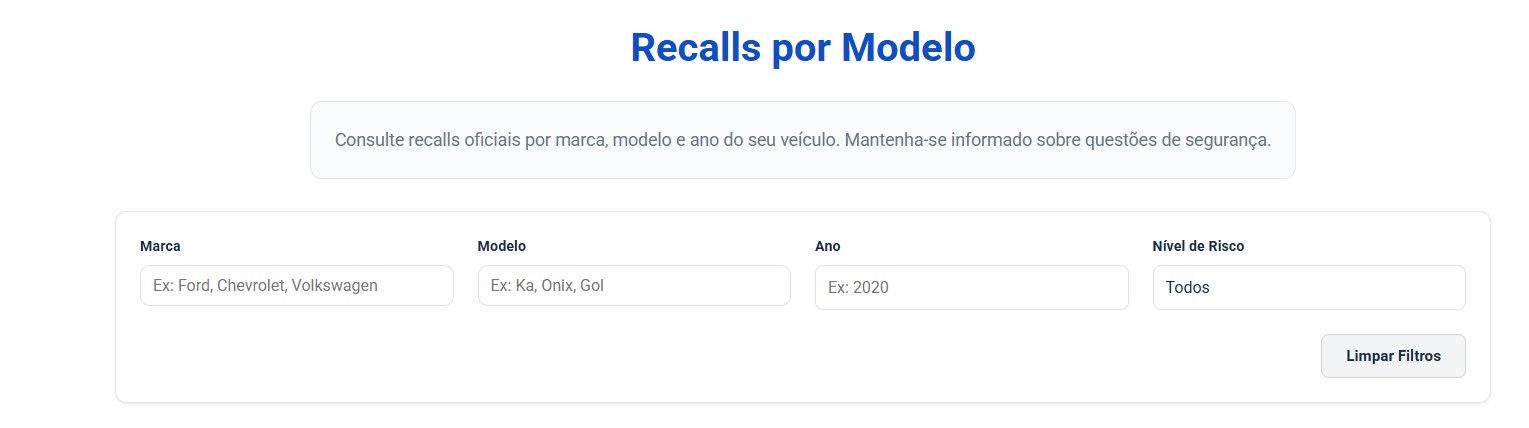 Recalls por Modelo
Consulte recalls oficiais por marca, modelo e ano do seu veículo. Mantenha-se informado sobre questões de segurança.
Marca
Modelo
Ano
Nível de Risco
Ex: Ford, Chevrolet, Volkswagen
Ex: Ka, Onix, Gol
Ex: 2020
Todos
Limpar Filtros